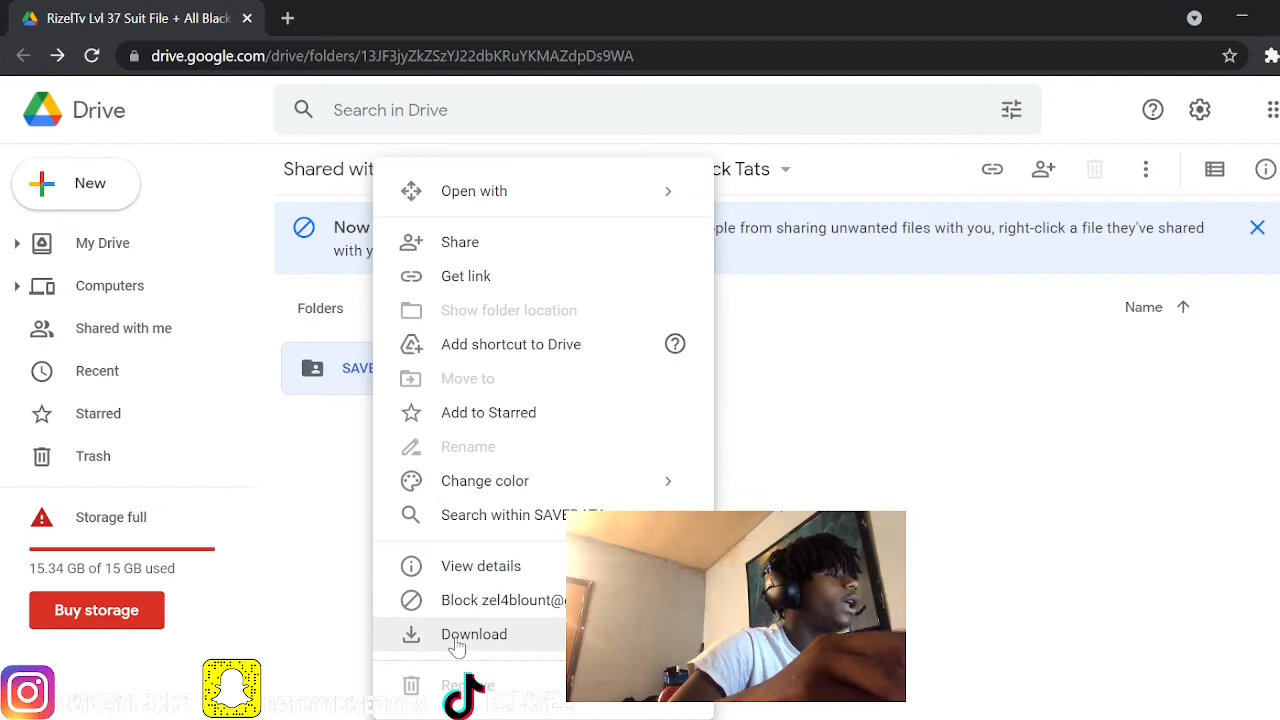 RizelTv Lvl 37 Suit File + All Black
drive.google.com/drive/folders/13JF3jyZkZSzYJ22dbKRuYKMAZdpDs9WA
Drive
Search in Drive
New
Shared wit
ck Tats
Open with
Now
ple from sharing unwanted files with you, right-click a file they've shared
with y
My Drive
Share
Computers
Get link
Folders
Show folder location
Name
Shared with me
Add shortcut to Drive
SAVE
Recent
Move to
Starred
Add to Starred
Rename
Trash
Change color
Storage full
Search within SAVEDATA
15.34 GB of 15 GB used
View details
Buy storage
Block zel4blount@
Download